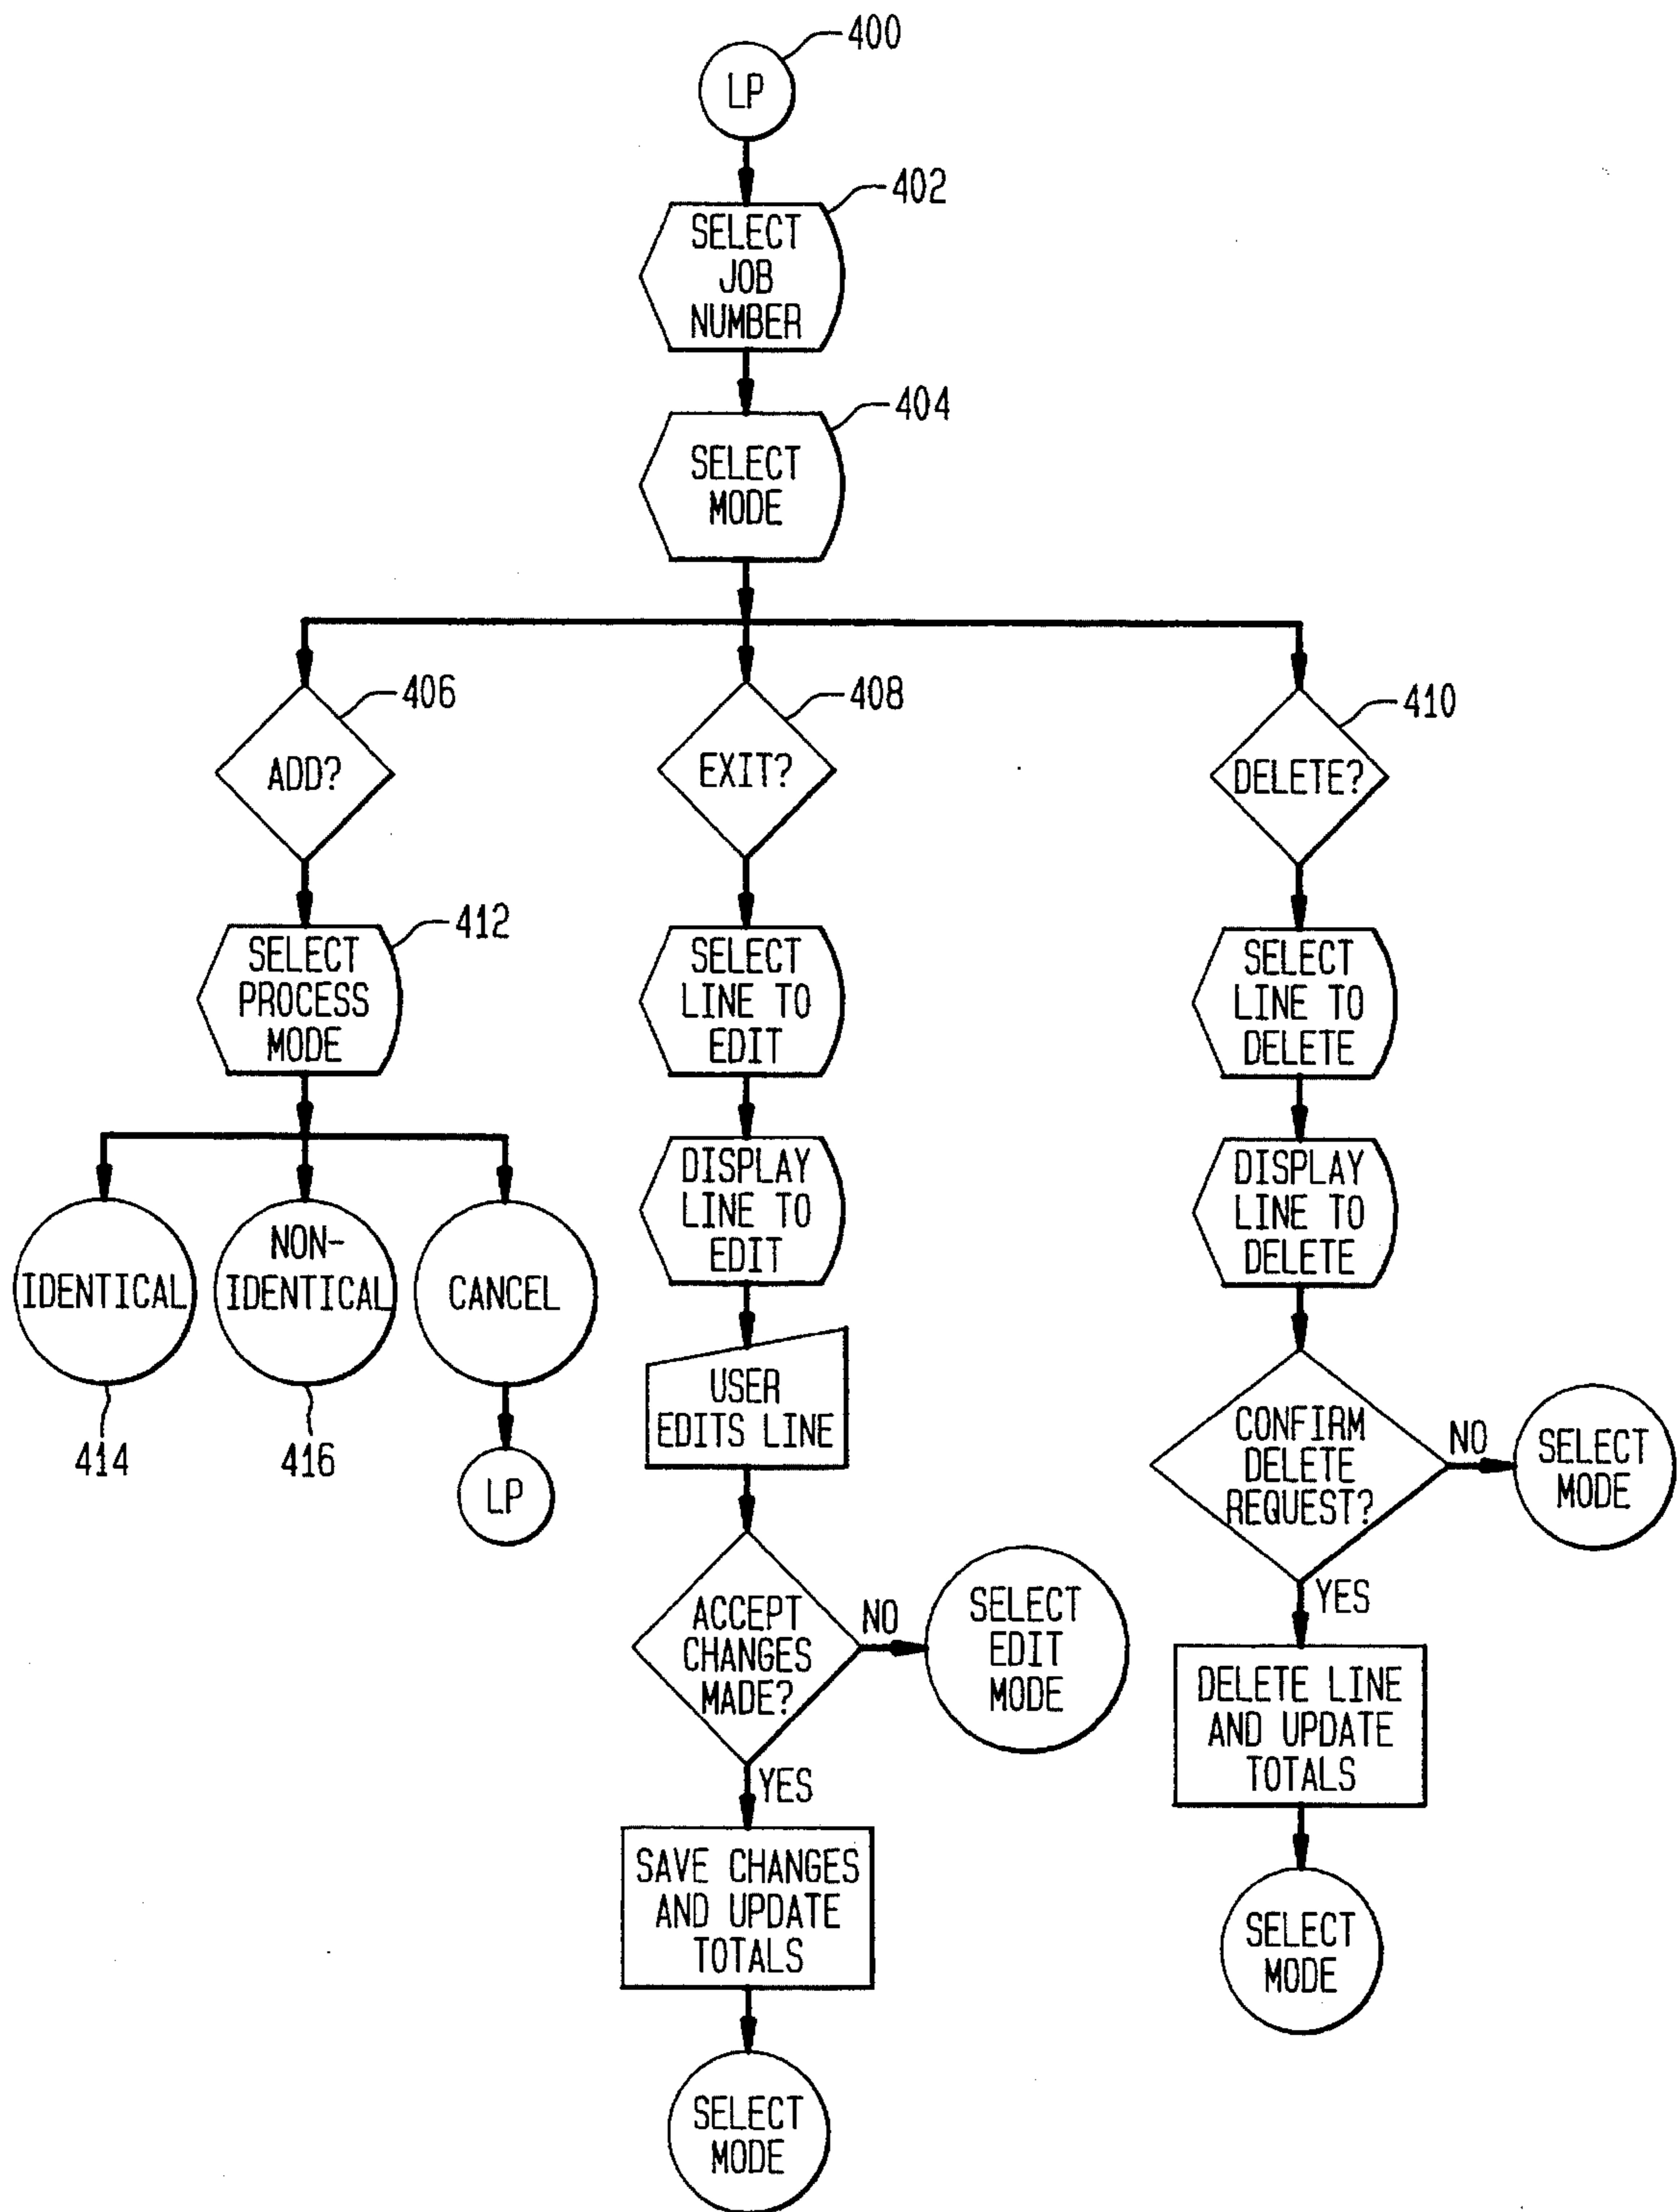 400
LP
402
SELECT
JOB
NUMBER
404
SELECT
MODE
406
ADD?
408
EXIT?
410
DELETE?
412
SELECT
PROCESS
MODE
SELECT
LINE TO
EDIT
SELECT
LINE TO
DELETE
DISPLAY
LINE TO
EDIT
DISPLAY
LINE TO
DELETE
IDENTICAL
NON-
IDENTICAL
CANCEL
414
416
LP
USER
EDITS LINE
CONFIRM
DELETE
REQUEST?
NO
SELECT
MODE
YES
ACCEPT
CHANGES
MADE?
NO
SELECT
EDIT
MODE
YES
DELETE LINE
AND UPDATE
TOTALS
SAVE CHANGES
AND UPDATE
TOTALS
SELECT
MODE
SELECT
MODE